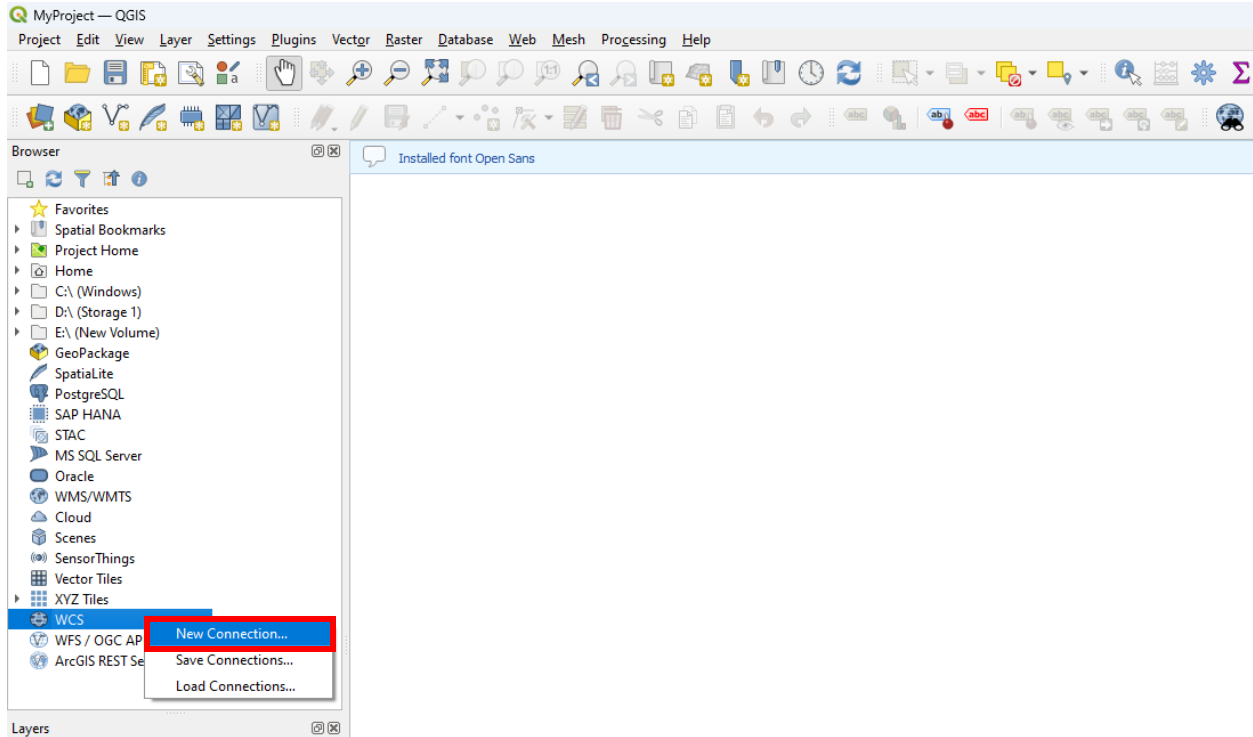 MyProject — QGIS
Project Edit View Layer Settings Plugins Vector Raster Database Web Mesh Processing Help
Browser
Installed font Open Sans
Favorites
Spatial Bookmarks
Project Home
Home
C:\ (Windows)
D:\ (Storage 1)
E:\ (New Volume)
GeoPackage
SpatiaLite
PostgreSQL
SAP HANA
STAC
MS SQL Server
Oracle
WMS/WMTS
Cloud
Scenes
SensorThings
Vector Tiles
XYZ Tiles
WCS
New Connection...
WFS / OGC AP
Save Connections...
ArcGIS REST Se
Load Connections...
Layers